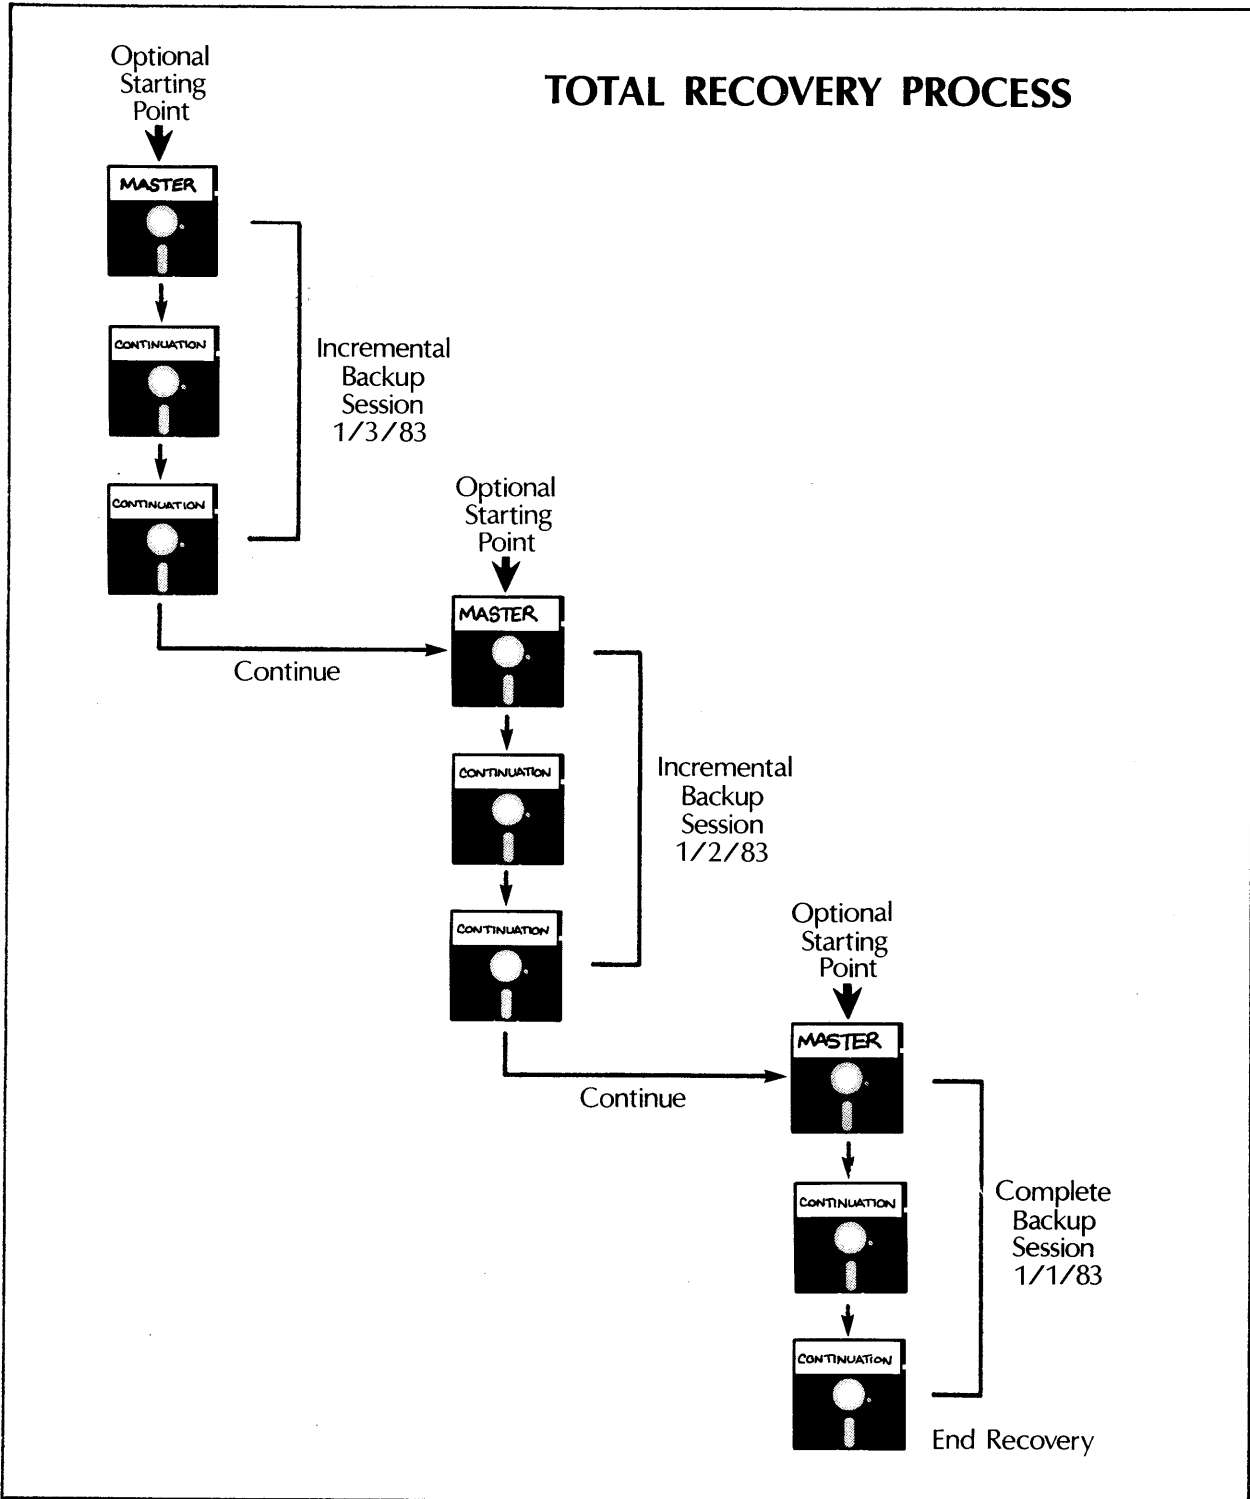 TOTAL RECOVERY PROCESS
Optional
Starting
Point
MASTER
CONTINUATION
CONTINUATION
Incremental
Backup
Session
1/3/83
Continue
Optional
Starting
Point
MASTER
CONTINUATION
CONTINUATION
Incremental
Backup
Session
1/2/83
Continue
Optional
Starting
Point
MASTER
CONTINUATION
CONTINUATION
Complete
Backup
Session
1/1/83
End Recovery